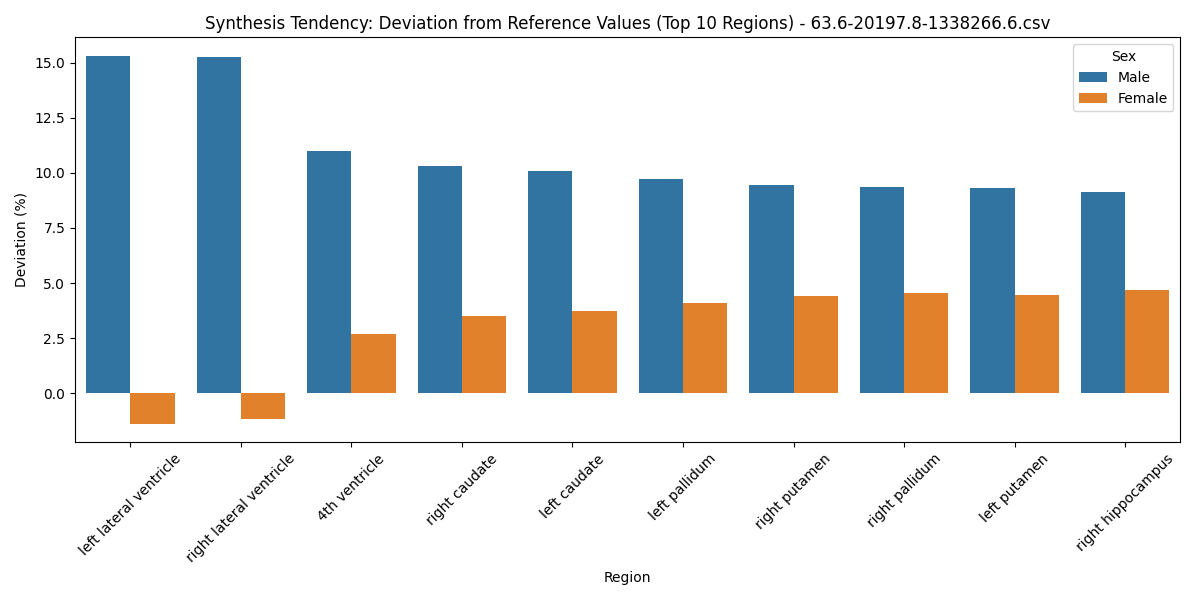 Synthesis Tendency: Deviation from Reference Values (Top 10 Regions) - 63.6-20197.8-1338266.6.csv
Sex
Male
Female
Deviation (%)
15.0
12.5
10.0
7.5
5.0
2.5
0.0
left lateral ventricle
right lateral ventricle
4th ventricle
right caudate
left caudate
left pallidum
right putamen
right pallidum
left putamen
right hippocampus
Region